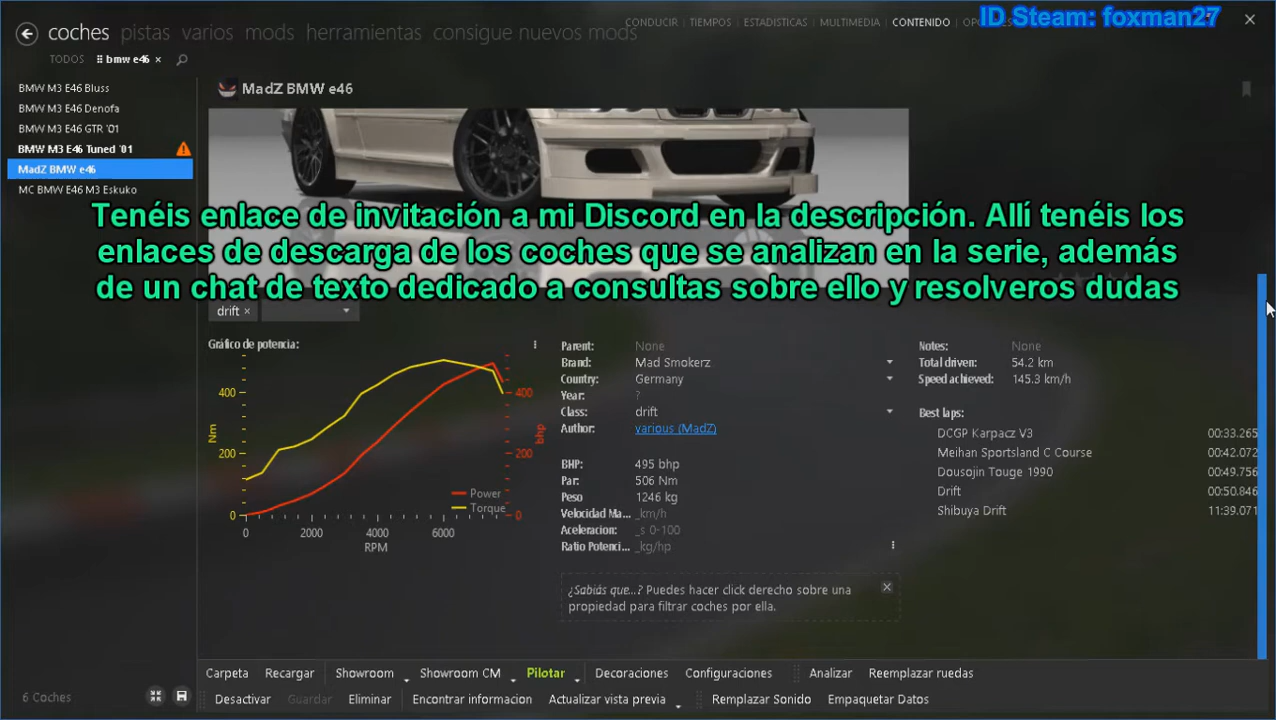 CONDUCIR | TIEMPOS | ESTADISTICAS | MULTIMEDIA | CONTENIDO |
ID Steam: foxman27
coches pistas varios mods herramientas consigue nuevos mods
TODOS bmw e46
BMW M3 E46 Bluss
BMW M3 E46 Denofa
BMW M3 E46 GTR '01
BMW M3 E46 Tuned '01
MadZ BMW e46
MC BMW E46 M3 Eskuko
MadZ BMW e46
Tenéis enlace de invitación a mi Discord en la descripción. Allí tenéis los
enlaces de descarga de los coches que se analizan en la serie, además
de un chat de texto dedicado a consultas sobre ello y resolveros dudas
drift
Gráfico de potencia:
Nm
400
200
0
400
200
0
bhp
Power
Torque
0 2000 4000 6000
RPM
Parent: None
Brand: Mad Smokerz
Country: Germany
Year: ?
Class: drift
Author: various (MadZ)
BHP: 495 bhp
Par: 506 Nm
Peso 1246 kg
Velocidad Ma... _km/h
Aceleracion: _s 0-100
Ratio Potenci... _kg/hp
¿Sabiás que...? Puedes hacer click derecho sobre una
propiedad para filtrar coches por ella.
Notes: None
Total driven: 54.2 km
Speed achieved: 145.3 km/h
Best laps:
DCGP Karpacz V3 00:33.265
Meihan Sportsland C Course 00:42.072
Dousojin Touge 1990 00:49.756
Drift 00:50.846
Shibuya Drift 11:39.071
6 Coches
Carpeta Recargar Showroom Showroom CM Pilotar Decoraciones Configuraciones Analizar Reemplazar ruedas
Desactivar Guardar Eliminar Encontrar informacion Actualizar vista previa Remplazar Sonido Empaquetar Datos